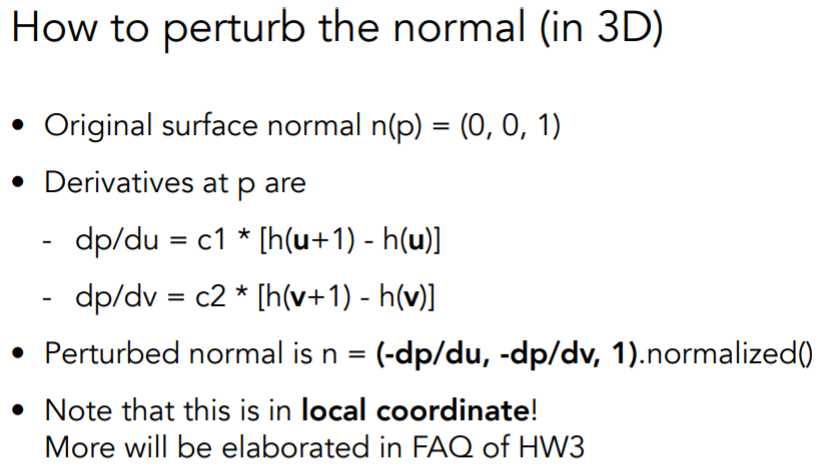 How to perturb the normal (in 3D)
• Original surface normal n(p) = (0, 0, 1)
• Derivatives at p are
- dp/du = c1 * [h(u+1) - h(u)]
- dp/dv = c2 * [h(v+1) - h(v)]
• Perturbed normal is n = (-dp/du, -dp/dv, 1).normalized()
• Note that this is in local coordinate!
More will be elaborated in FAQ of HW3